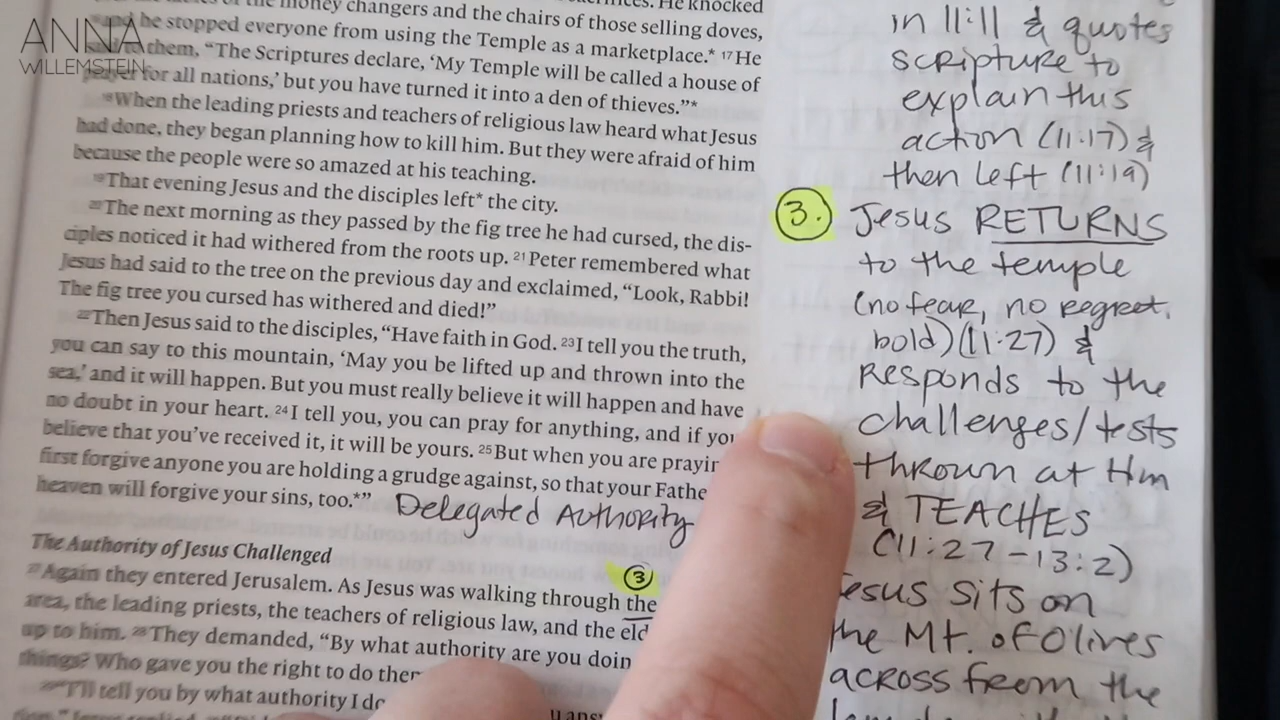 ANNA
WILLEMSTEIN
money changers and the chairs of those selling doves,
and he stopped everyone from using the Temple as a marketplace.* 17He
said to them, “The Scriptures declare, ‘My Temple will be called a house of
prayer for all nations,’ but you have turned it into a den of thieves.”*
18When the leading priests and teachers of religious law heard what Jesus
had done, they began planning how to kill him. But they were afraid of him
because the people were so amazed at his teaching.
19That evening Jesus and the disciples left* the city.
20The next morning as they passed by the fig tree he had cursed, the dis-
ciples noticed it had withered from the roots up. 21Peter remembered what
Jesus had said to the tree on the previous day and exclaimed, “Look, Rabbi!
The fig tree you cursed has withered and died!”
22Then Jesus said to the disciples, “Have faith in God. 23I tell you the truth,
you can say to this mountain, ‘May you be lifted up and thrown into the
sea,’ and it will happen. But you must really believe it will happen and have
no doubt in your heart. 24I tell you, you can pray for anything, and if you
believe that you’ve received it, it will be yours. 25But when you are prayin
first forgive anyone you are holding a grudge against, so that your Fathe
heaven will forgive your sins, too.*”
Delegated Authority
The Authority of Jesus Challenged
3
27Again they entered Jerusalem. As Jesus was walking through the
area, the leading priests, the teachers of religious law, and the eld
up to him. 28They demanded, “By what authority are you doin
things? Who gave you the right to do
29“I’ll tell you by what authority I do
in 11:11 & quotes
scripture to
explain this
action (11:17) &
then left (11:19)
3. Jesus RETURNS
to the temple
(no fear, no regret,
bold) (11:27) &
Responds to the
challenges/tests
thrown at Him
& TEACHES
(11:27-13:2)
Jesus sits on
the Mt. of Olives
across from the